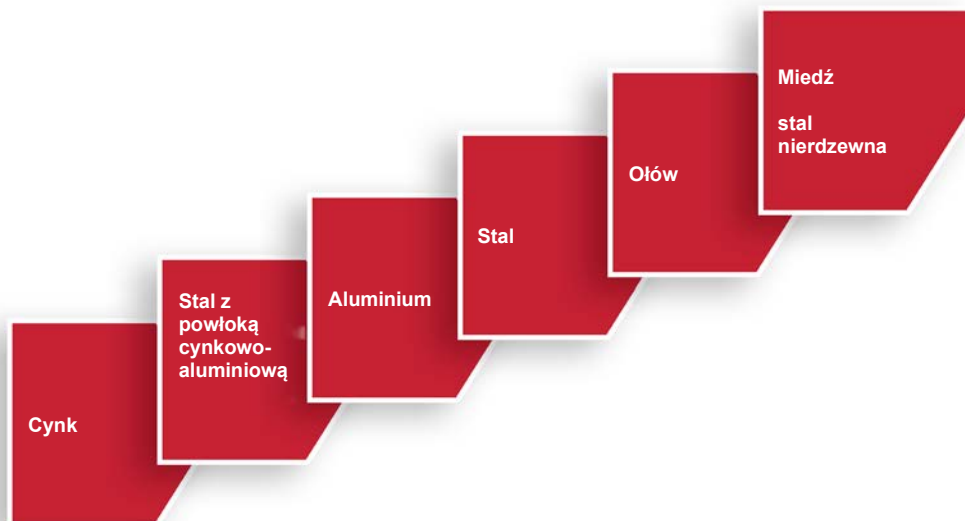 Miedź
stal
nierdzewna
Ołów
Stal
Aluminium
Stal z
powłoką
cynkowo-
aluminiową
Cynk